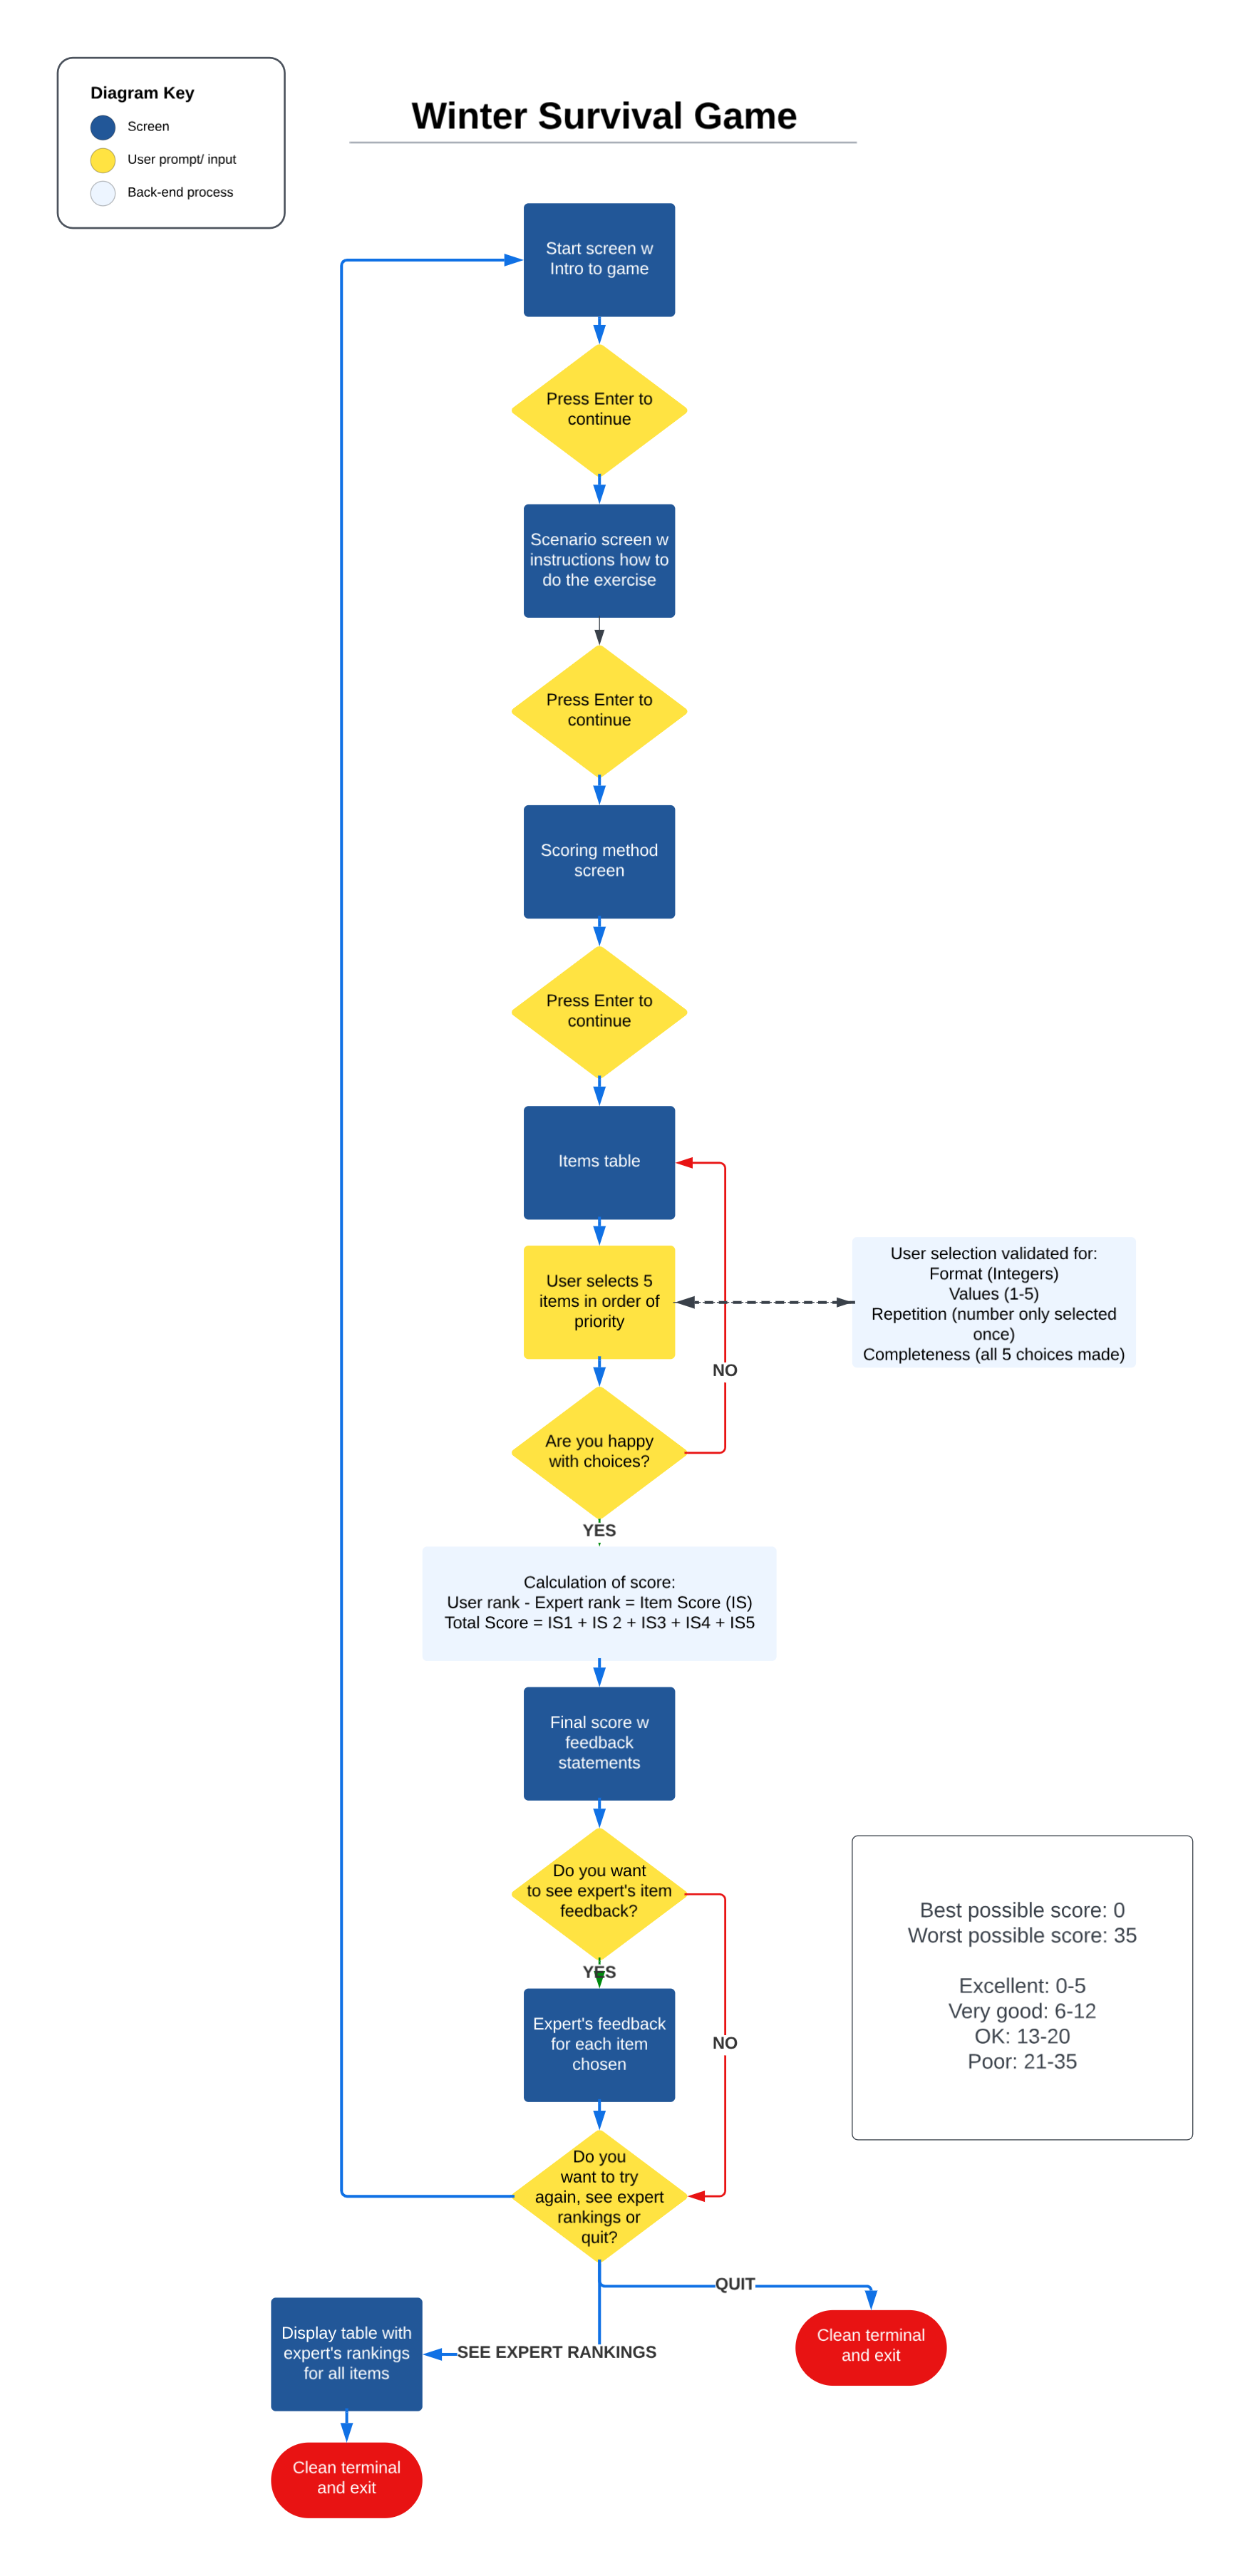 Diagram Key
Screen
User prompt/ input
Back-end process
Winter Survival Game
Start screen w
Intro to game
Press Enter to
continue
Scenario screen w
instructions how to
do the exercise
Press Enter to
continue
Scoring method
screen
Press Enter to
continue
Items table
User selects 5
items in order of
priority
User selection validated for:
Format (Integers)
Values (1-5)
Repetition (number only selected
once)
Completeness (all 5 choices made)
NO
Are you happy
with choices?
YES
Calculation of score:
User rank - Expert rank = Item Score (IS)
Total Score = IS1 + IS 2 + IS3 + IS4 + IS5
Final score w
feedback
statements
Do you want
to see expert's item
feedback?
YES
Best possible score: 0
Worst possible score: 35
Excellent: 0-5
Very good: 6-12
OK: 13-20
Poor: 21-35
Expert's feedback
for each item
chosen
NO
Do you
want to try
again, see expert
rankings or
quit?
QUIT
SEE EXPERT RANKINGS
Display table with
expert's rankings
for all items
Clean terminal
and exit
Clean terminal
and exit